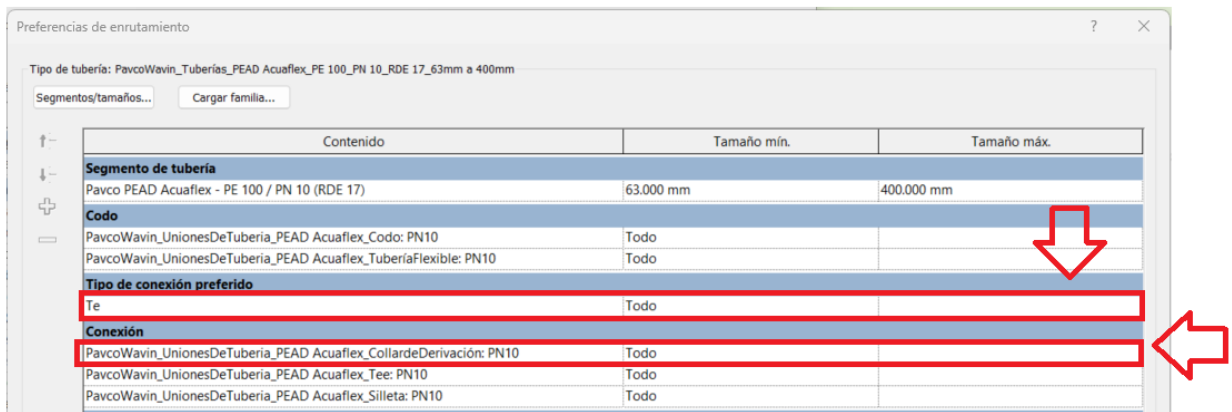 Preferencias de enrutamiento ? ×
Tipo de tubería: PavcoWavin_Tuberías_PEAD Acuaflex_PE 100_PN 10_RDE 17_63mm a 400mm
Segmentos/tamaños... Cargar familia...
Contenido Tamaño mín. Tamaño máx.
Segmento de tubería
Pavco PEAD Acuaflex - PE 100 / PN 10 (RDE 17) 63.000 mm 400.000 mm
Codo
PavcoWavin_UnionesDeTuberia_PEAD Acuaflex_Codo: PN10 Todo
PavcoWavin_UnionesDeTuberia_PEAD Acuaflex_TuberíaFlexible: PN10 Todo
Tipo de conexión preferido
Te Todo
Conexión
PavcoWavin_UnionesDeTuberia_PEAD Acuaflex_CollardeDerivación: PN10 Todo
PavcoWavin_UnionesDeTuberia_PEAD Acuaflex_Tee: PN10 Todo
PavcoWavin_UnionesDeTuberia_PEAD Acuaflex_Silleta: PN10 Todo